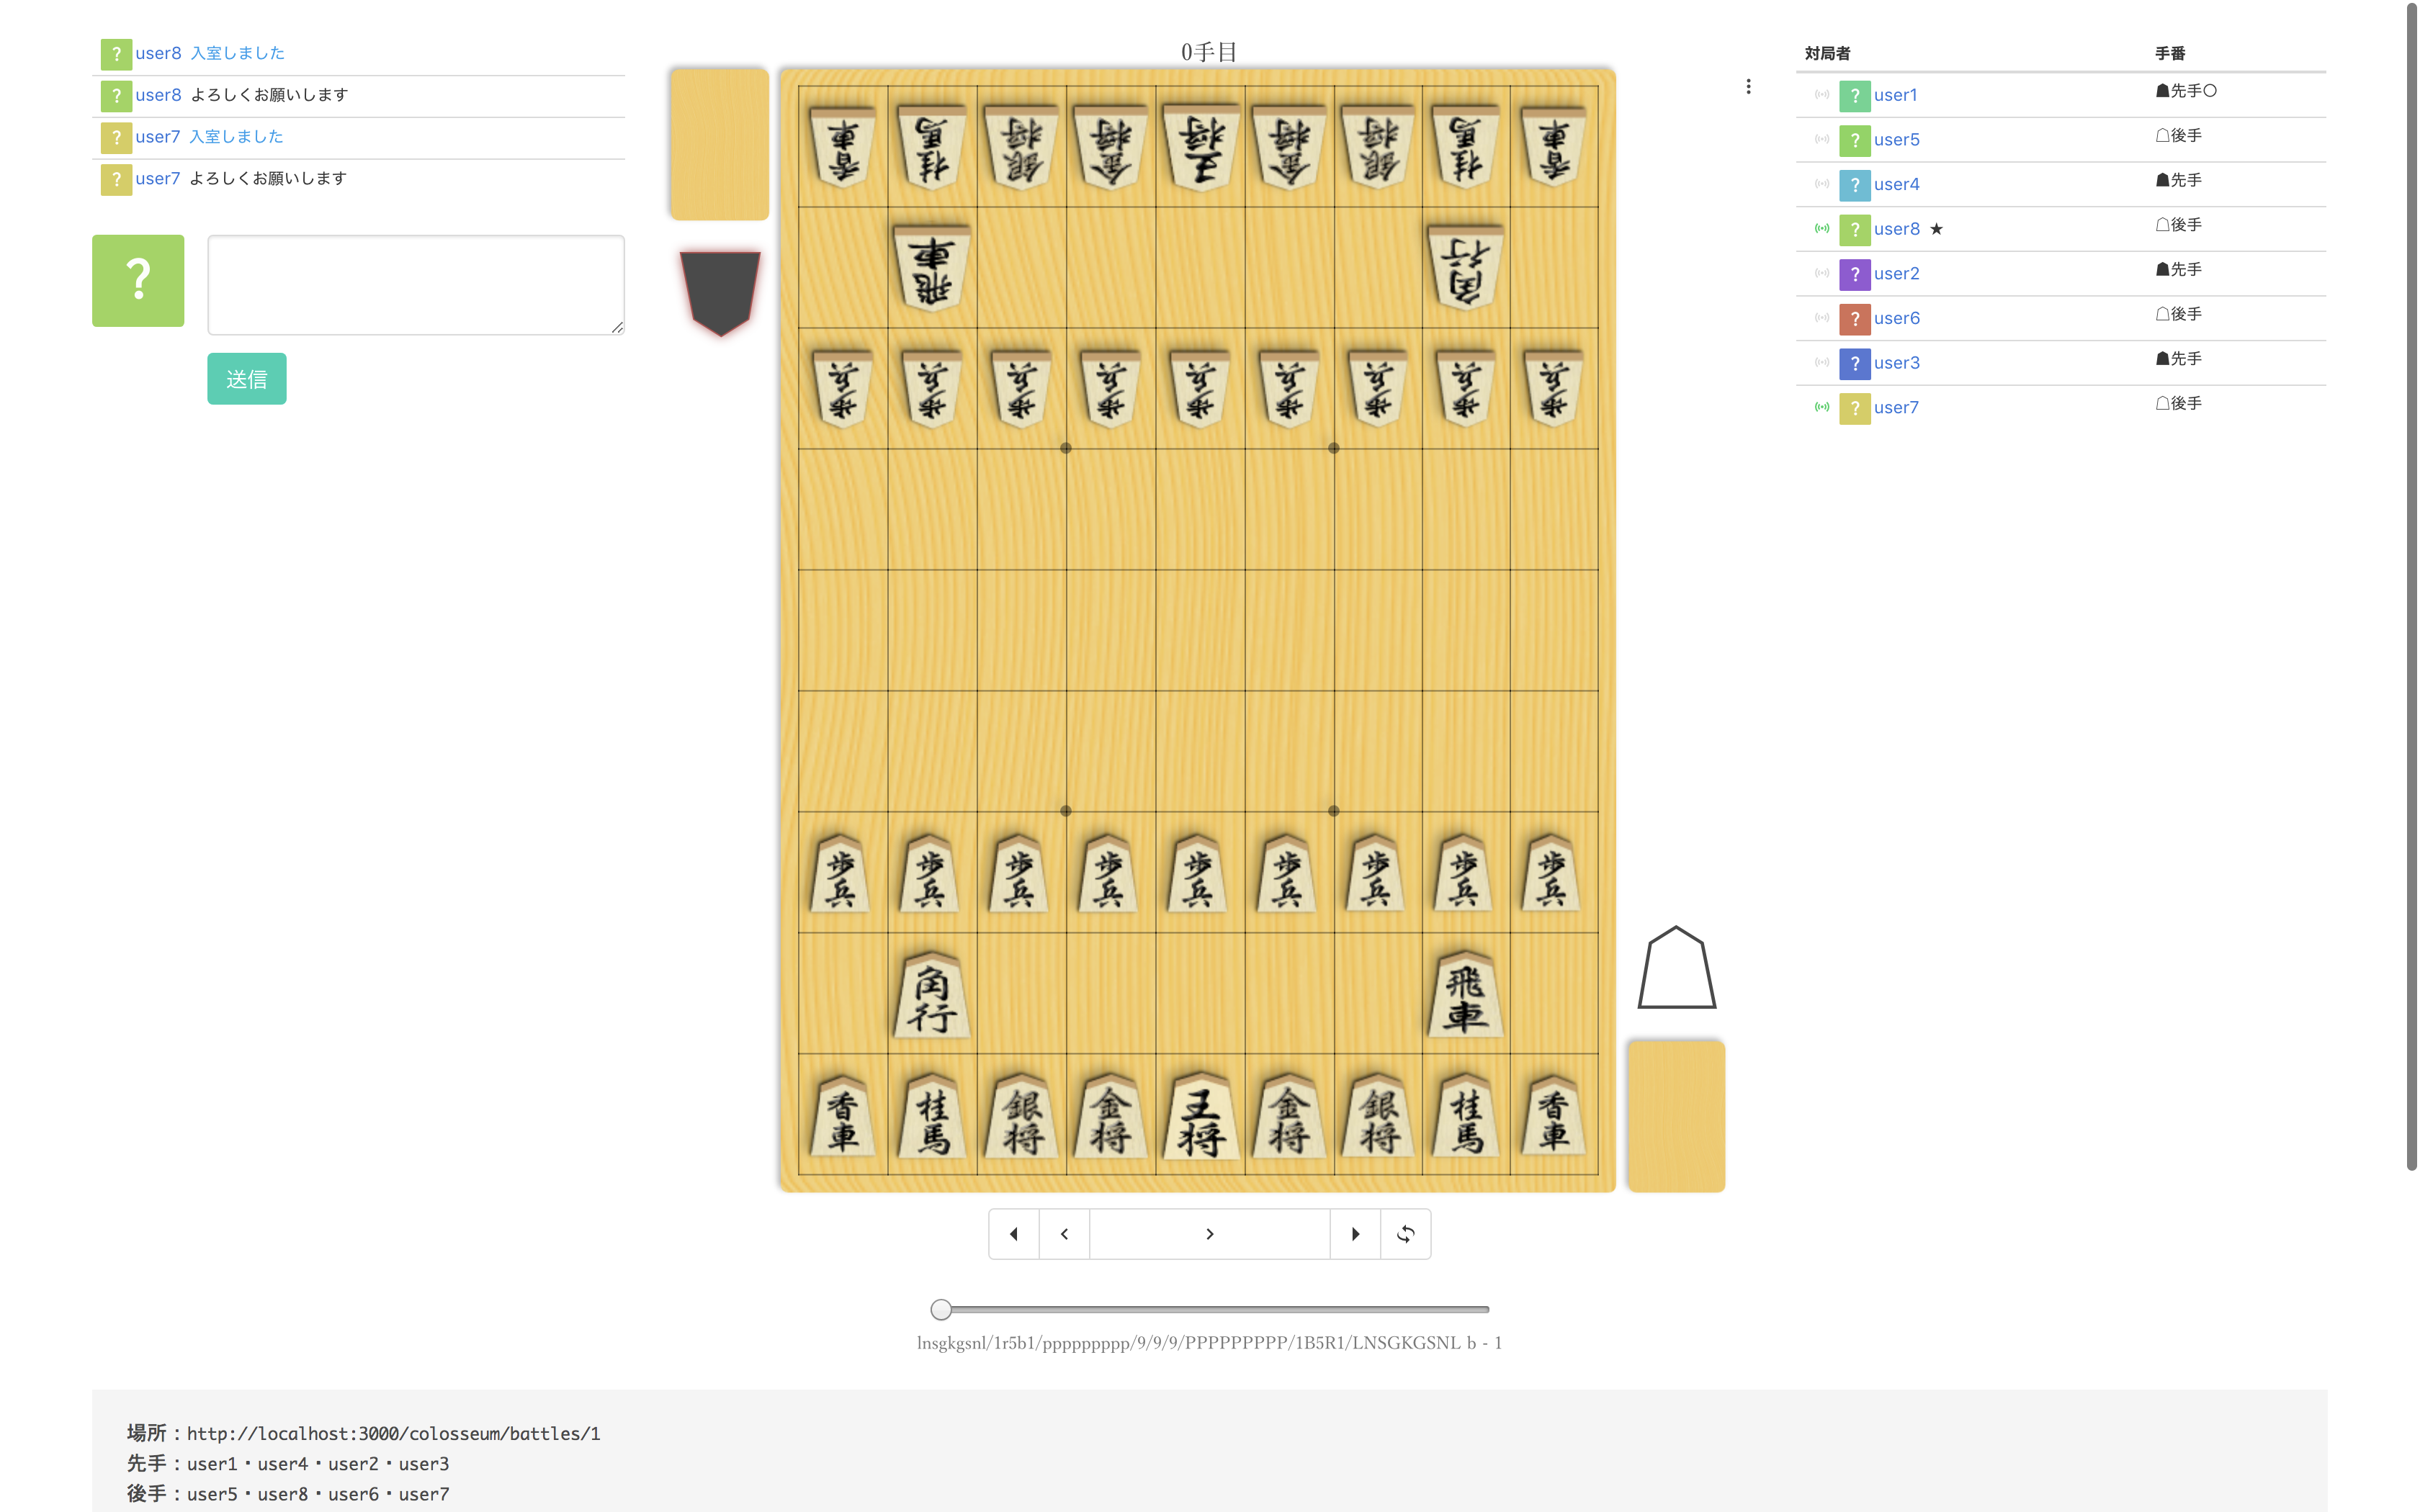 ? user8 入室しました
? user8 よろしくお願いします
? user7 入室しました
? user7 よろしくお願いします
?
送信
0手目
香車 桂馬 銀将 金将 王将 金将 銀将 桂馬 香車
飛車 角行
歩兵 歩兵 歩兵 歩兵 歩兵 歩兵 歩兵 歩兵 歩兵
歩兵 歩兵 歩兵 歩兵 歩兵 歩兵 歩兵 歩兵 歩兵
角行 飛車
香車 桂馬 銀将 金将 王将 金将 銀将 桂馬 香車
lnsgkgsnl/1r5b1/ppppppppp/9/9/9/PPPPPPPPP/1B5R1/LNSGKGSNL b - 1
対局者 手番
? user1 ☗先手○
? user5 ☖後手
? user4 ☗先手
? user8 ★ ☖後手
? user2 ☗先手
? user6 ☖後手
? user3 ☗先手
? user7 ☖後手
場所：http://localhost:3000/colosseum/battles/1
先手：user1・user4・user2・user3
後手：user5・user8・user6・user7